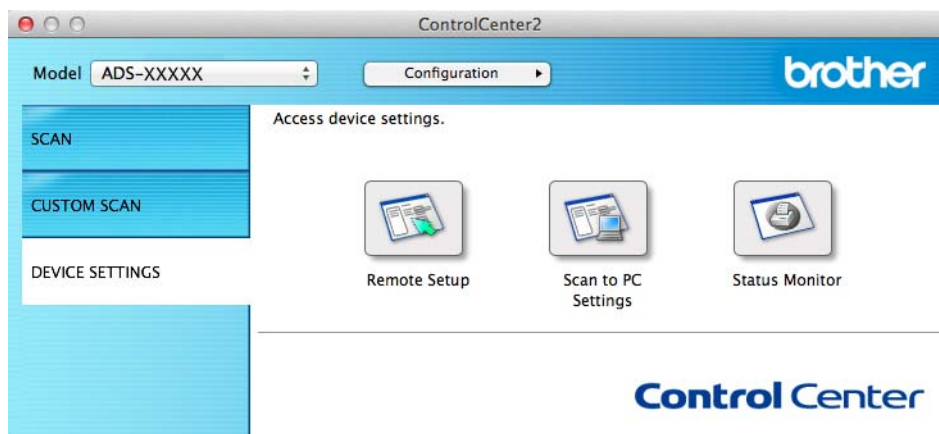 ControlCenter2
Model ADS-XXXXX Configuration brother
SCAN
CUSTOM SCAN
DEVICE SETTINGS
Access device settings.
Remote Setup
Scan to PC
Settings
Status Monitor
Control Center